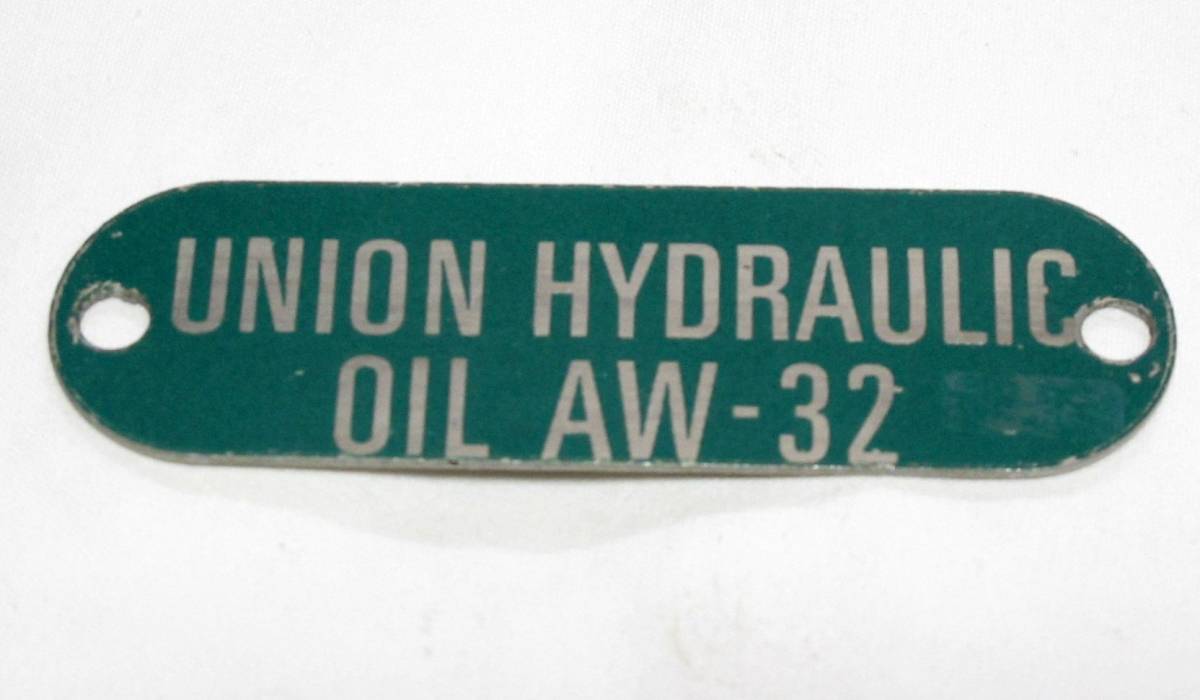 UNION HYDRAULIC
OIL AW-32